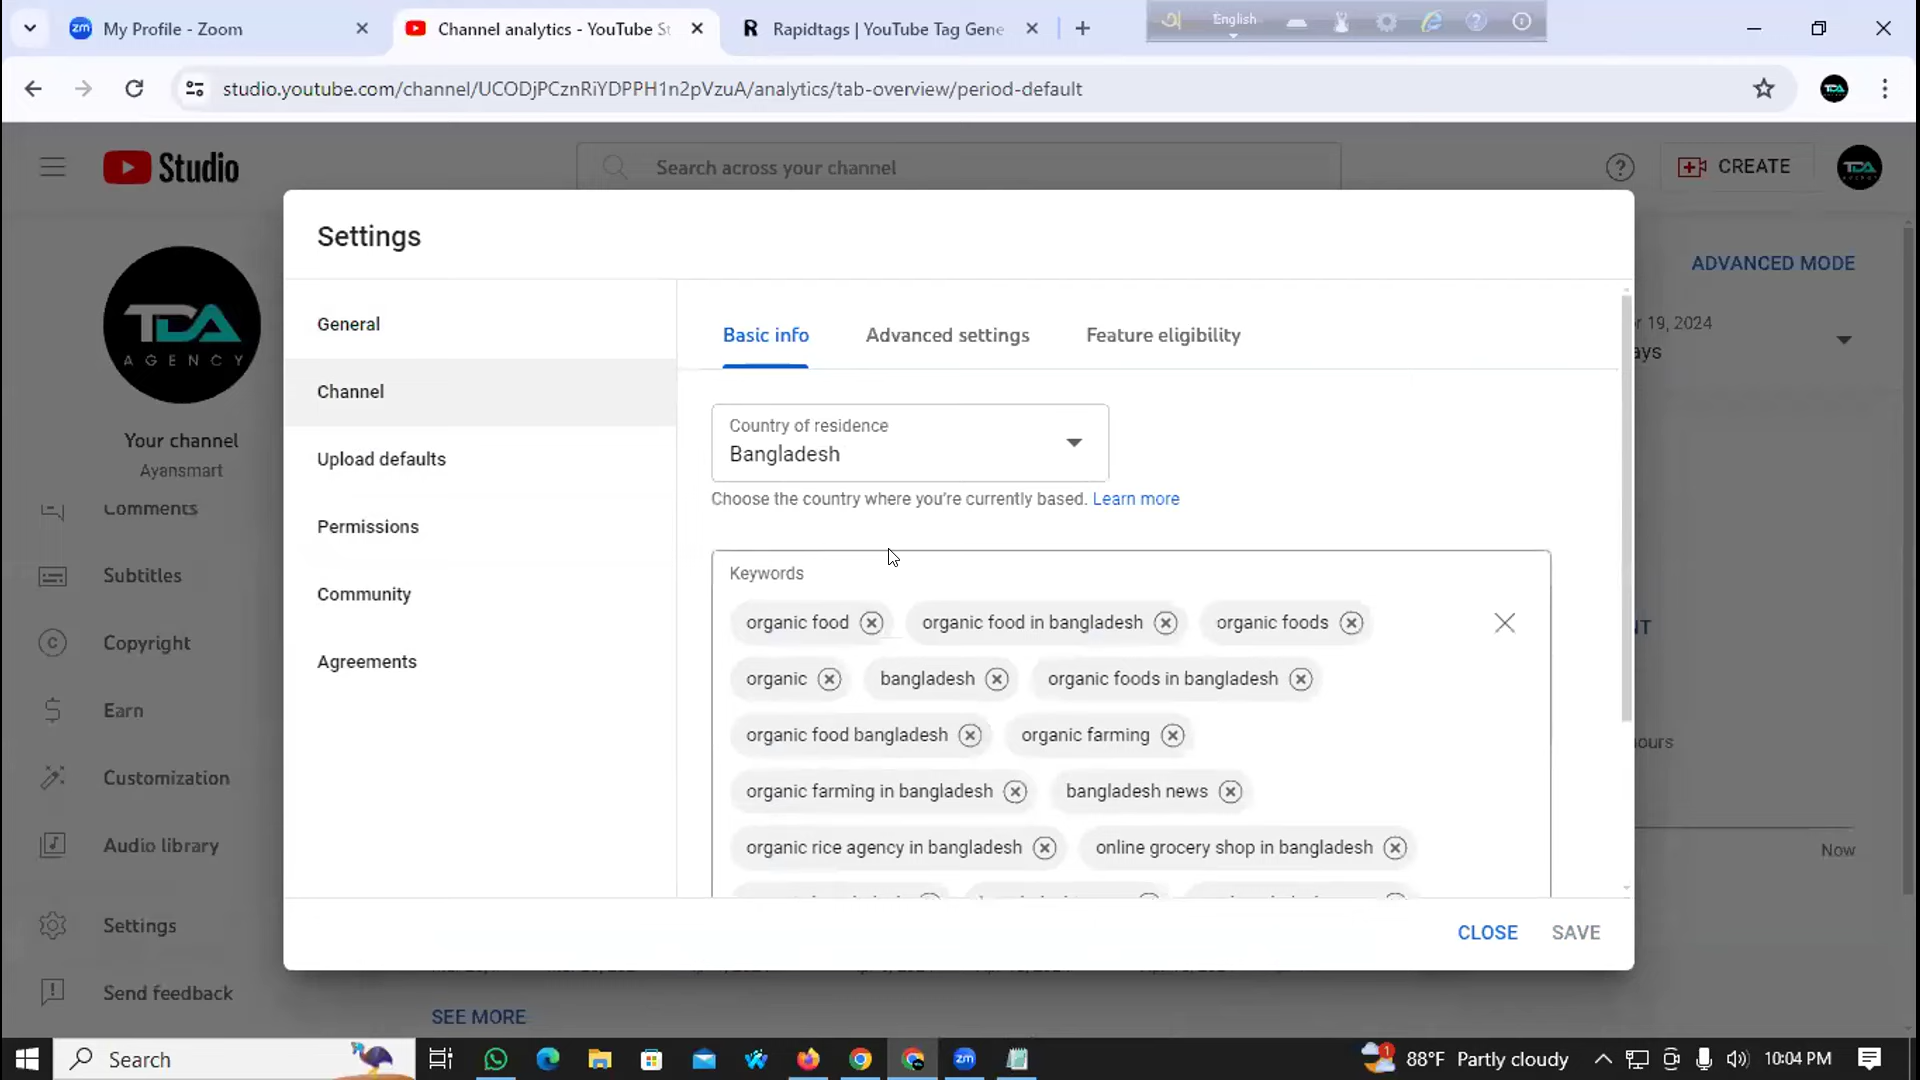 My Profile - Zoom
Channel analytics - YouTube St
Rapidtags | YouTube Tag Gene
English
studio.youtube.com/channel/UCODjPCznRiYDPPH1n2pVzuA/analytics/tab-overview/period-default
Studio
Search across your channel
CREATE
TDA
Settings
ADVANCED MODE
General
Basic info
Advanced settings
Feature eligibility
r 19, 2024
ays
TDA
AGENCY
Channel
Country of residence
Bangladesh
Your channel
Ayansmart
Upload defaults
Choose the country where you're currently based. Learn more
Comments
Permissions
Subtitles
Keywords
Community
organic food
organic food in bangladesh
organic foods
NT
Copyright
Agreements
organic
bangladesh
organic foods in bangladesh
Earn
organic food bangladesh
organic farming
ours
Customization
organic farming in bangladesh
bangladesh news
Audio library
organic rice agency in bangladesh
online grocery shop in bangladesh
Now
Settings
CLOSE
SAVE
Send feedback
SEE MORE
Search
1
88°F Partly cloudy
10:04 PM